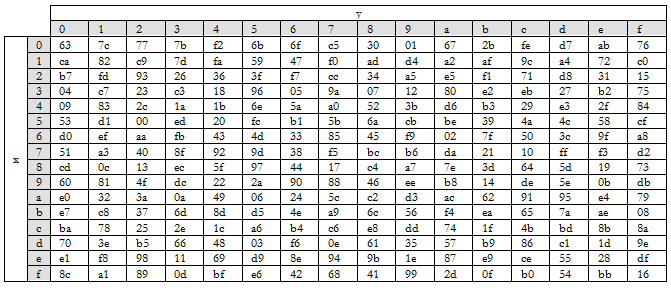 y
0 1 2 3 4 5 6 7 8 9 a b c d e f
x
0 63 7c 77 7b f2 6b 6f c5 30 01 67 2b fe d7 ab 76
1 ca 82 c9 7d fa 59 47 f0 ad d4 a2 af 9c a4 72 c0
2 b7 fd 93 26 36 3f f7 cc 34 a5 e5 f1 71 d8 31 15
3 04 c7 23 c3 18 96 05 9a 07 12 80 e2 eb 27 b2 75
4 09 83 2c 1a 1b 6e 5a a0 52 3b d6 b3 29 e3 2f 84
5 53 d1 00 ed 20 fc b1 5b 6a cb be 39 4a 4c 58 cf
6 d0 ef aa fb 43 4d 33 85 45 f9 02 7f 50 3c 9f a8
7 51 a3 40 8f 92 9d 38 f5 bc b6 da 21 10 ff f3 d2
8 cd 0c 13 ec 5f 97 44 17 c4 a7 7e 3d 64 5d 19 73
9 60 81 4f dc 22 2a 90 88 46 ee b8 14 de 5e 0b db
a e0 32 3a 0a 49 06 24 5c c2 d3 ac 62 91 95 e4 79
b e7 c8 37 6d 8d d5 4e a9 6c 56 f4 ea 65 7a ae 08
c ba 78 25 2e 1c a6 b4 c6 e8 dd 74 1f 4b bd 8b 8a
d 70 3e b5 66 48 03 f6 0e 61 35 57 b9 86 c1 1d 9e
e e1 f8 98 11 69 d9 8e 94 9b 1e 87 e9 ce 55 28 df
f 8c a1 89 0d bf e6 42 68 41 99 2d 0f b0 54 bb 16